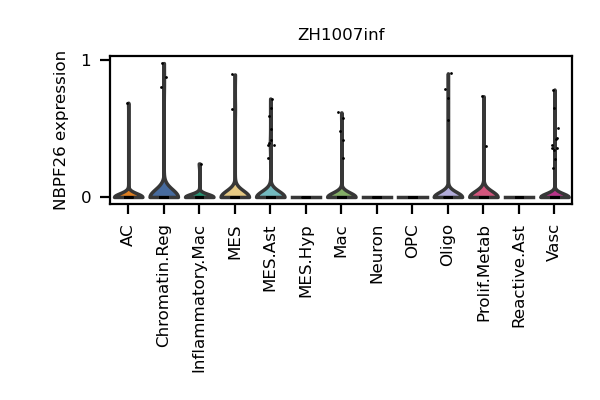 ZH1007inf
NBPF26 expression
1
0
AC
Chromatin.Reg
Inflammatory.Mac
MES
MES.Ast
MES.Hyp
Mac
Neuron
OPC
Oligo
Prolif.Metab
Reactive.Ast
Vasc